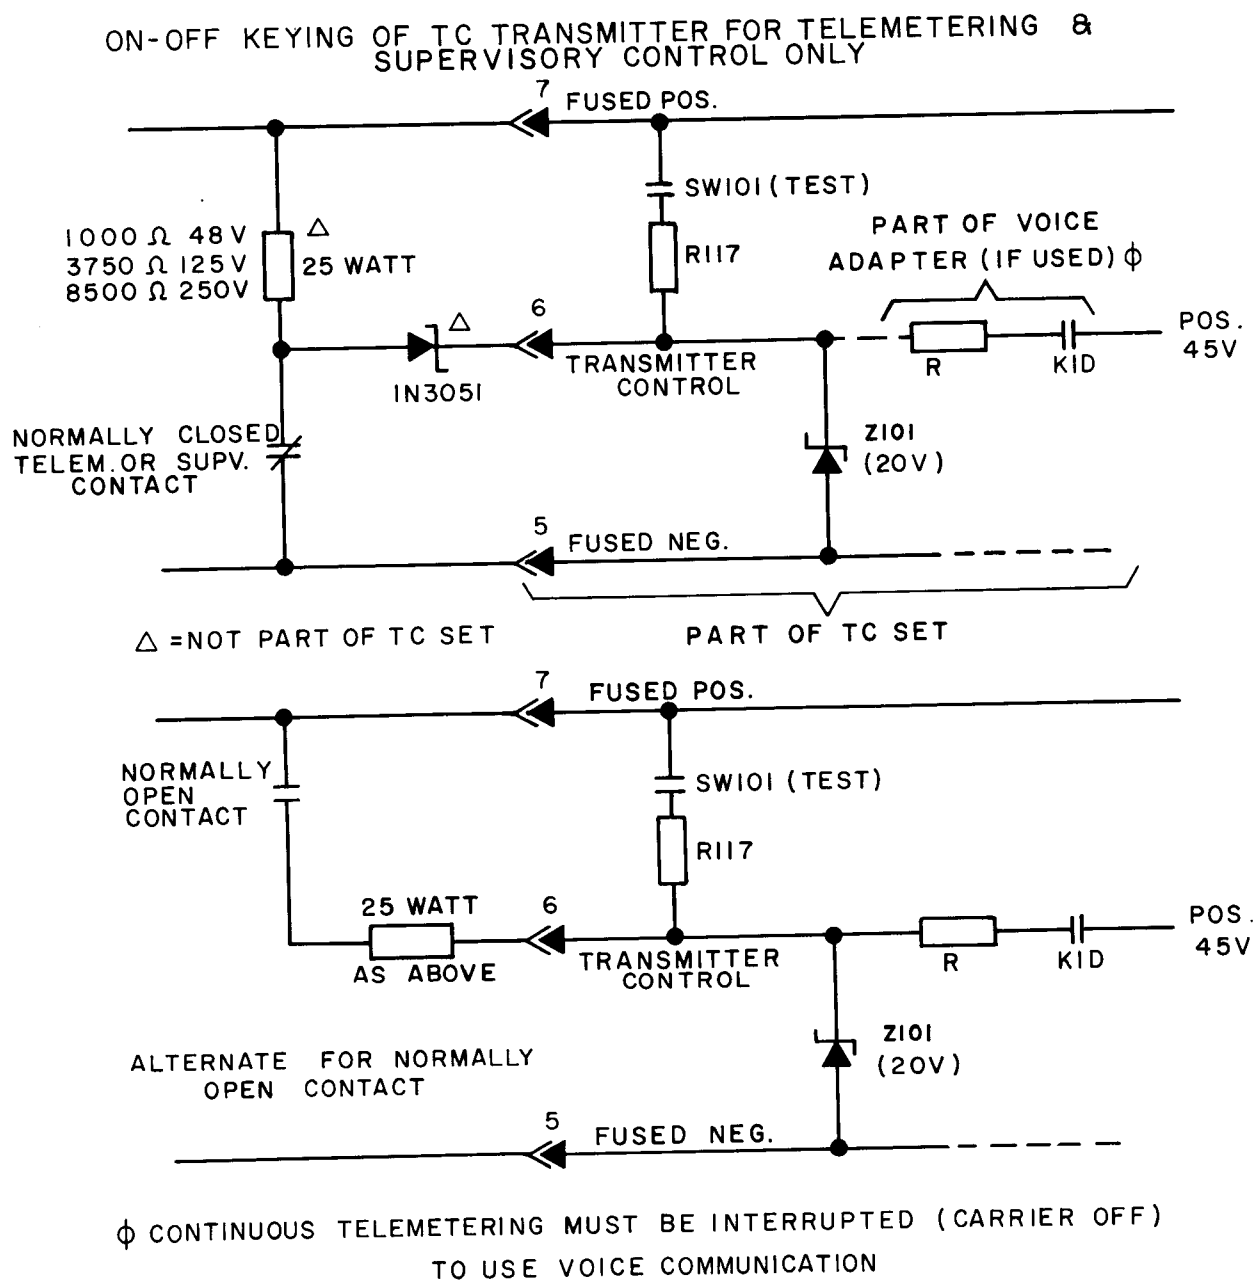 ON-OFF KEYING OF TC TRANSMITTER FOR TELEMETERING &
SUPERVISORY CONTROL ONLY
7
FUSED POS.
SW101 (TEST)
1000 Ω 48V
3750 Ω 125V
8500 Ω 250V
△
25 WATT
R117
PART OF VOICE
ADAPTER (IF USED) ϕ
△
1N3051
6
TRANSMITTER
CONTROL
R
K1D
POS.
45V
NORMALLY CLOSED
TELEM. OR SUPV.
CONTACT
Z101
(20V)
5
FUSED NEG.
△ = NOT PART OF TC SET
PART OF TC SET
7
FUSED POS.
NORMALLY
OPEN
CONTACT
SW101 (TEST)
R117
25 WATT
AS ABOVE
6
TRANSMITTER
CONTROL
R
K1D
POS.
45V
Z101
(20V)
ALTERNATE FOR NORMALLY
OPEN CONTACT
5
FUSED NEG.
ϕ CONTINUOUS TELEMETERING MUST BE INTERRUPTED (CARRIER OFF)
TO USE VOICE COMMUNICATION